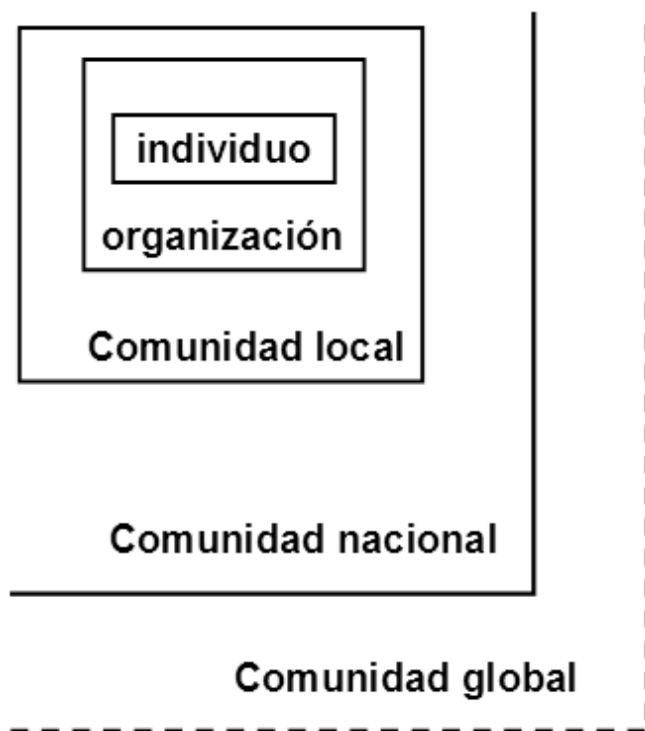 individuo
organización
Comunidad local
Comunidad nacional
Comunidad global